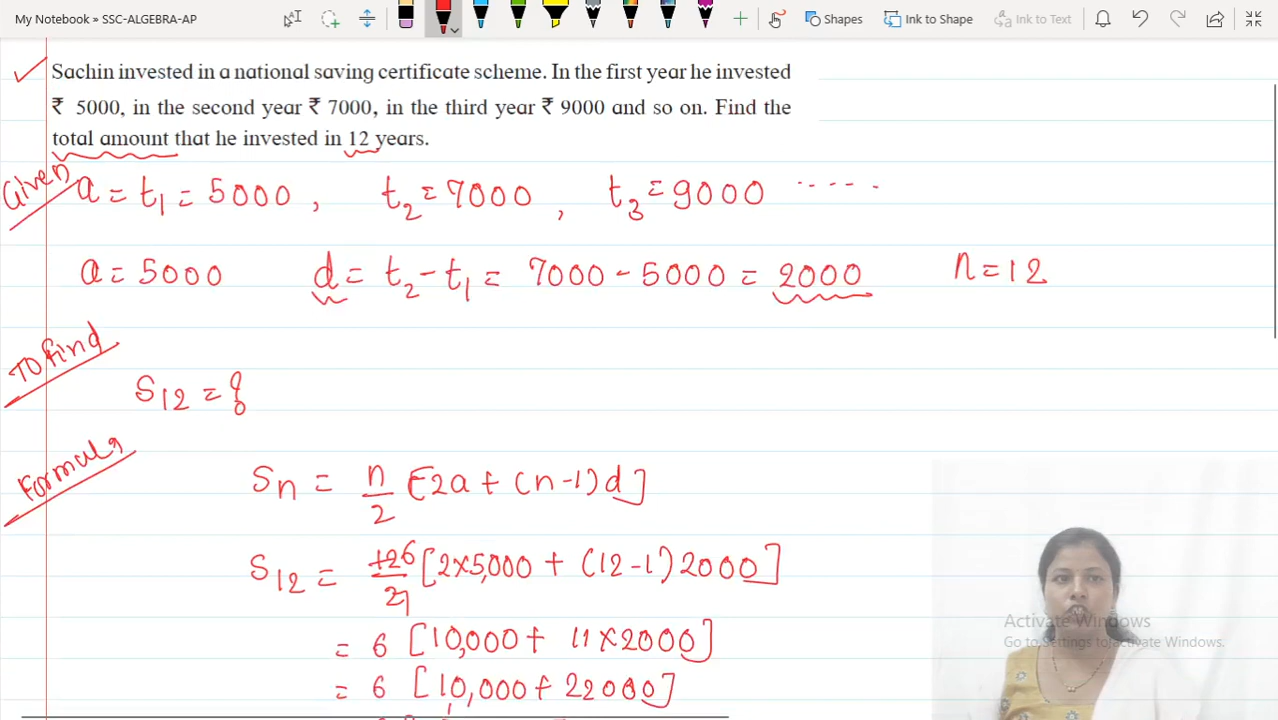 My Notebook > SSC-ALGEBRA-AP
Shapes Ink to Shape Ink to Text
Sachin invested in a national saving certificate scheme. In the first year he invested
₹ 5000, in the second year ₹ 7000, in the third year ₹ 9000 and so on. Find the
total amount that he invested in 12 years.
Given a = t₁ = 5000 , t₂ = 7000 , t₃ = 9000 ......
a = 5000 d = t₂ - t₁ = 7000 - 5000 = 2000 n = 12
To find
S₁₂ = ?
Formula
Sn = n/2 [2a + (n-1)d]
S₁₂ = 12 6/2 1 [2×5,000 + (12-1)2000]
= 6 [10,000 + 11×2000]
= 6 [10,000 + 22000]
Activate Windows
Go to Settings to activate Windows.